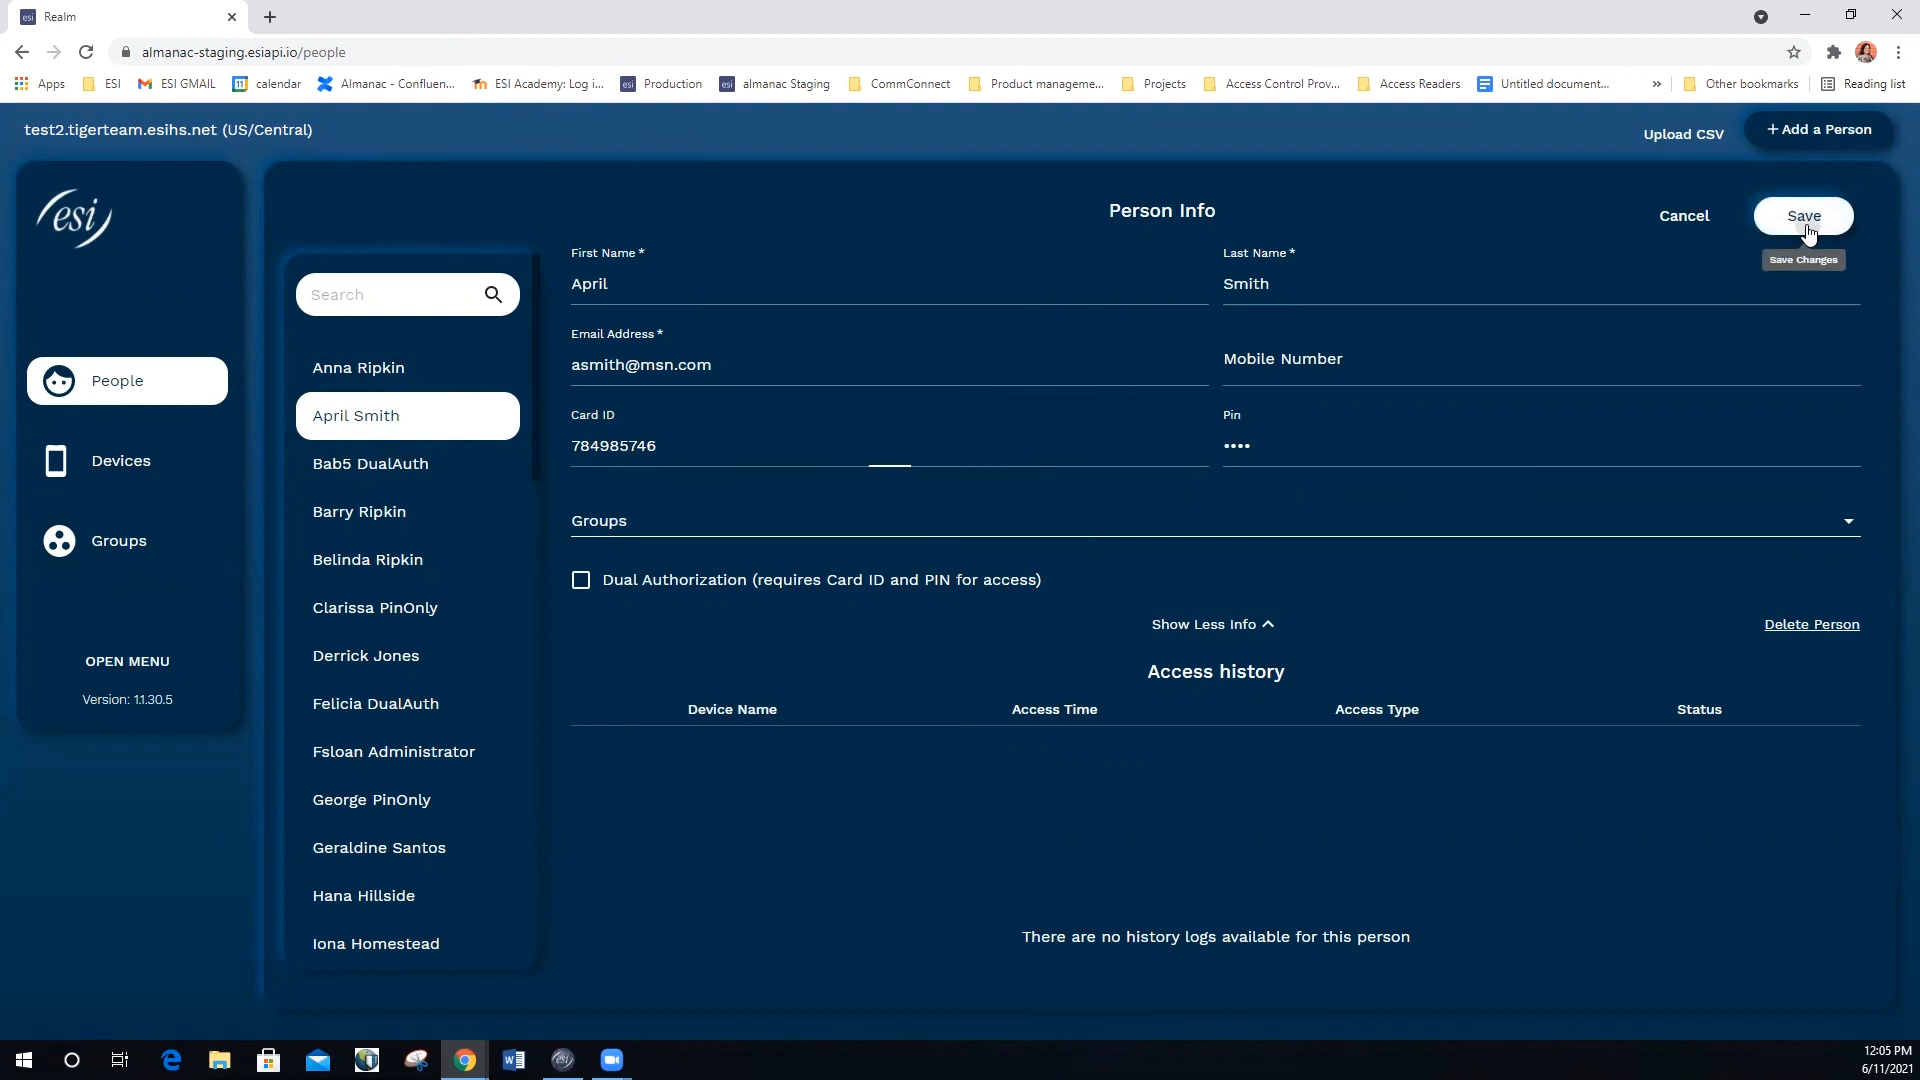 esi Realm
almanac-staging.esiapi.io/people
Apps ESI ESI GMAIL calendar Almanac - Confluen... ESI Academy: Log i... esi Production esi almanac Staging CommConnect Product manageme... Projects Access Control Prov... Access Readers Untitled document... » Other bookmarks Reading list
test2.tigerteam.esihs.net (US/Central)
Upload CSV
+ Add a Person
esi
People
Devices
Groups
OPEN MENU
Version: 1.1.30.5
Search
Anna Ripkin
April Smith
Bab5 DualAuth
Barry Ripkin
Belinda Ripkin
Clarissa PinOnly
Derrick Jones
Felicia DualAuth
Fsloan Administrator
George PinOnly
Geraldine Santos
Hana Hillside
Iona Homestead
Person Info
Cancel
Save
Save Changes
First Name *
April
Last Name *
Smith
Email Address *
asmith@msn.com
Mobile Number
Card ID
784985746
Pin
••••
Groups
Dual Authorization (requires Card ID and PIN for access)
Show Less Info
Delete Person
Access history
Device Name Access Time Access Type Status
There are no history logs available for this person
12:05 PM
6/11/2021